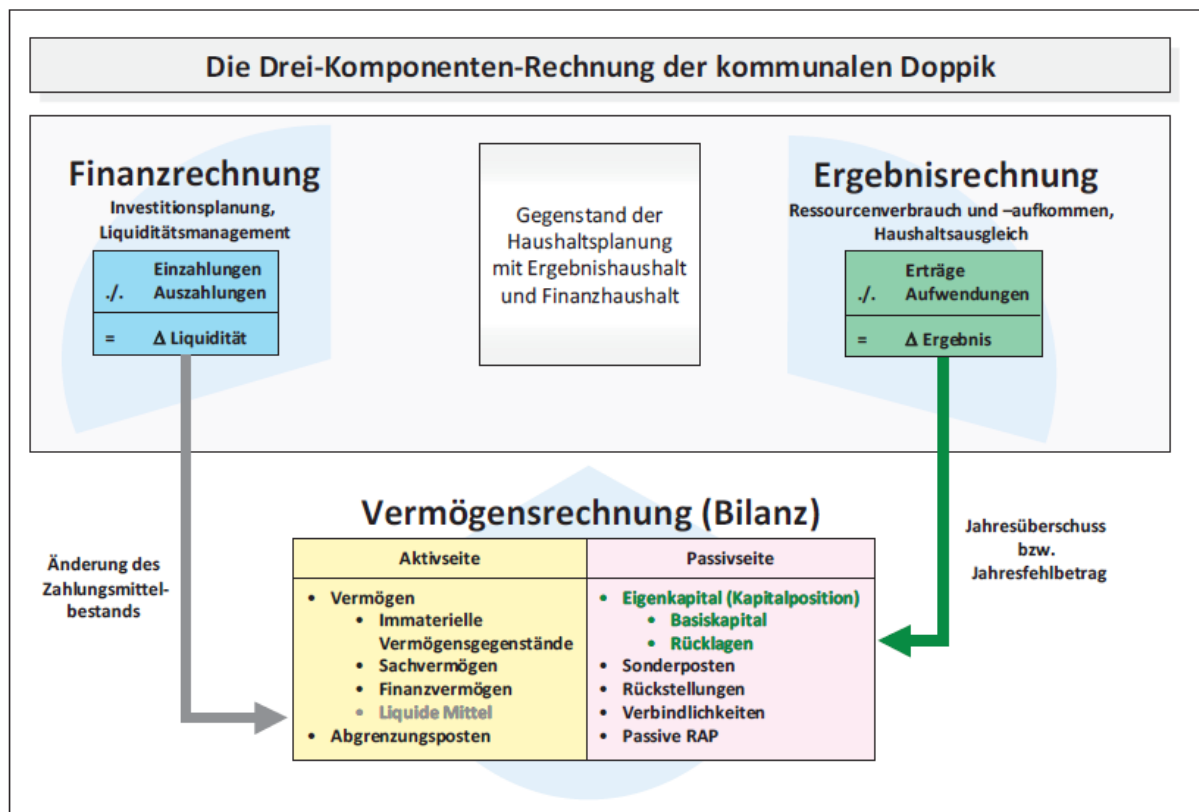 Die Drei-Komponenten-Rechnung der kommunalen Doppik
Finanzrechnung
Investitionsplanung,
Liquiditätsmanagement
Einzahlungen
./. Auszahlungen
= Δ Liquidität
Gegenstand der
Haushaltsplanung
mit Ergebnishaushalt
und Finanzhaushalt
Ergebnisrechnung
Ressourcenverbrauch und –aufkommen,
Haushaltsausgleich
Erträge
./. Aufwendungen
= Δ Ergebnis
Änderung des
Zahlungsmittel-
bestands
Vermögensrechnung (Bilanz)
Aktivseite
• Vermögen
• Immaterielle
Vermögensgegenstände
• Sachvermögen
• Finanzvermögen
• Liquide Mittel
• Abgrenzungsposten
Passivseite
• Eigenkapital (Kapitalposition)
• Basiskapital
• Rücklagen
• Sonderposten
• Rückstellungen
• Verbindlichkeiten
• Passive RAP
Jahresüberschuss
bzw.
Jahresfehlbetrag